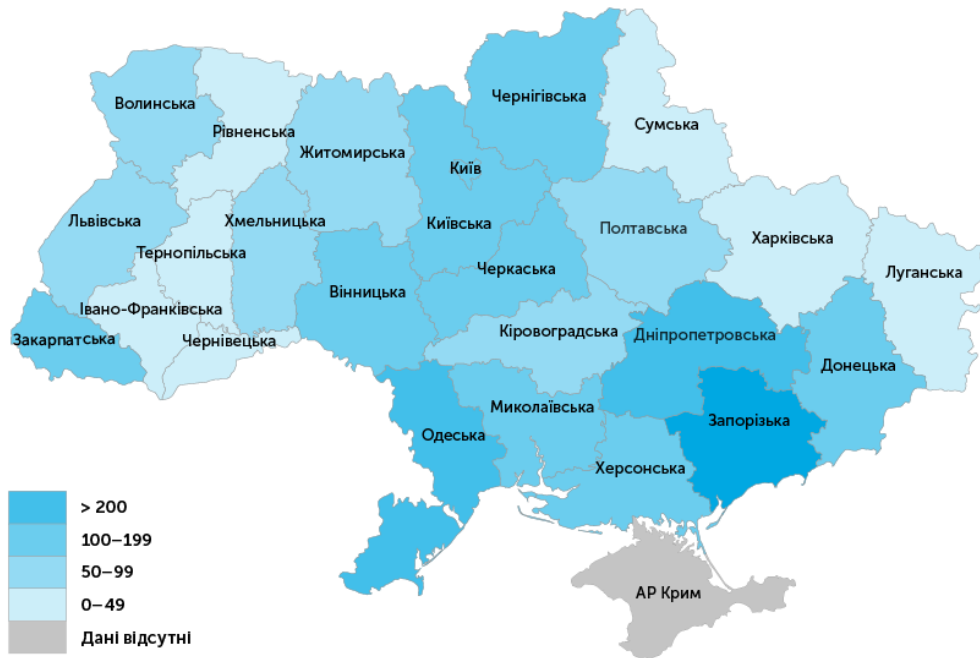 Чернігівська
Волинська
Сумська
Рівненська
Житомирська
Київ
Львівська
Хмельницька
Київська
Полтавська
Харківська
Тернопільська
Черкаська
Луганська
Вінницька
Івано-Франківська
Кіровоградська
Дніпропетровська
Закарпатська
Чернівецька
Донецька
Миколаївська
Запорізька
Одеська
Херсонська
АР Крим
> 200
100–199
50–99
0–49
Дані відсутні